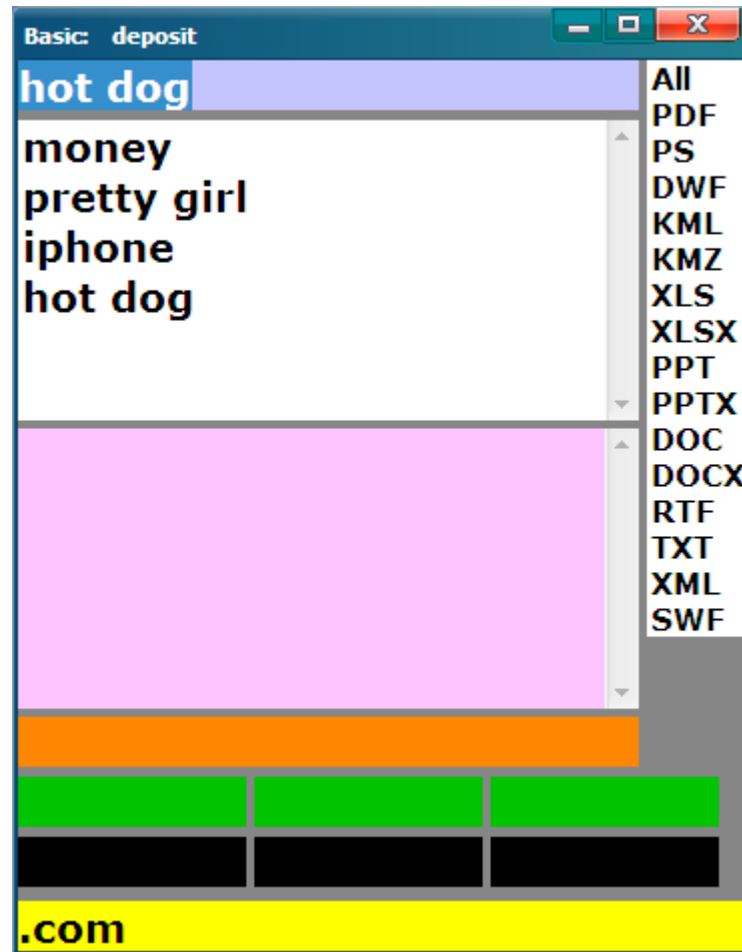 Basic: deposit
hot dog
money
pretty girl
iphone
hot dog
All
PDF
PS
DWF
KML
KMZ
XLS
XLSX
PPT
PPTX
DOC
DOCX
RTF
TXT
XML
SWF
.com